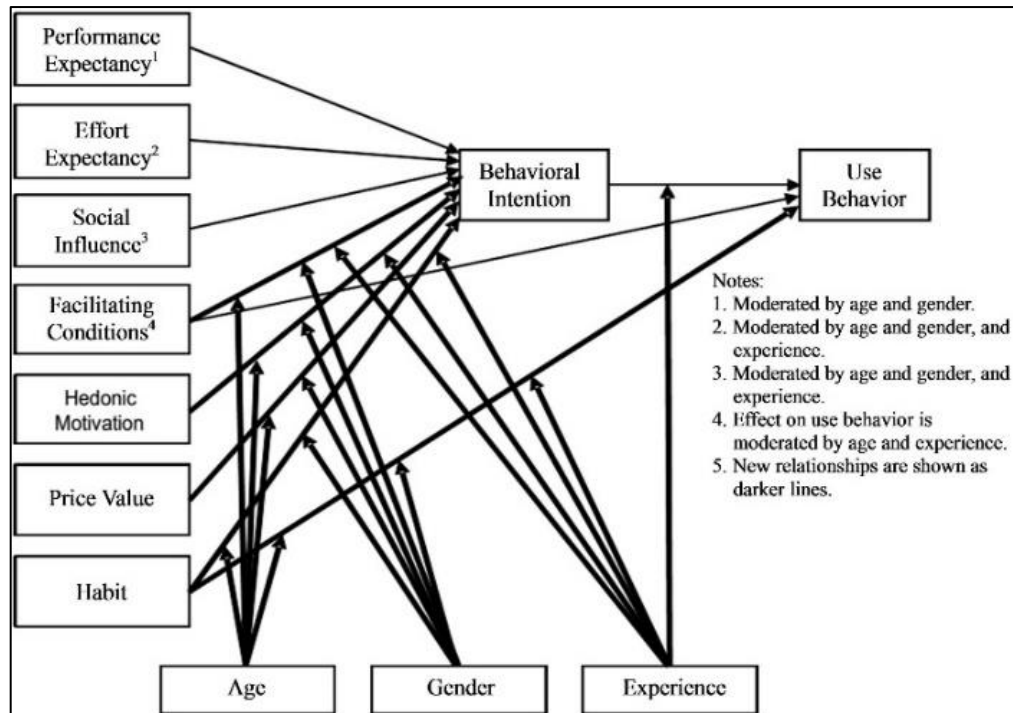 Performance
Expectancy1
Effort
Expectancy2
Social
Influence3
Facilitating
Conditions4
Hedonic
Motivation
Price Value
Habit
Behavioral
Intention
Use
Behavior
Notes:
1. Moderated by age and gender.
2. Moderated by age and gender, and
experience.
3. Moderated by age and gender, and
experience.
4. Effect on use behavior is
moderated by age and experience.
5. New relationships are shown as
darker lines.
Age
Gender
Experience